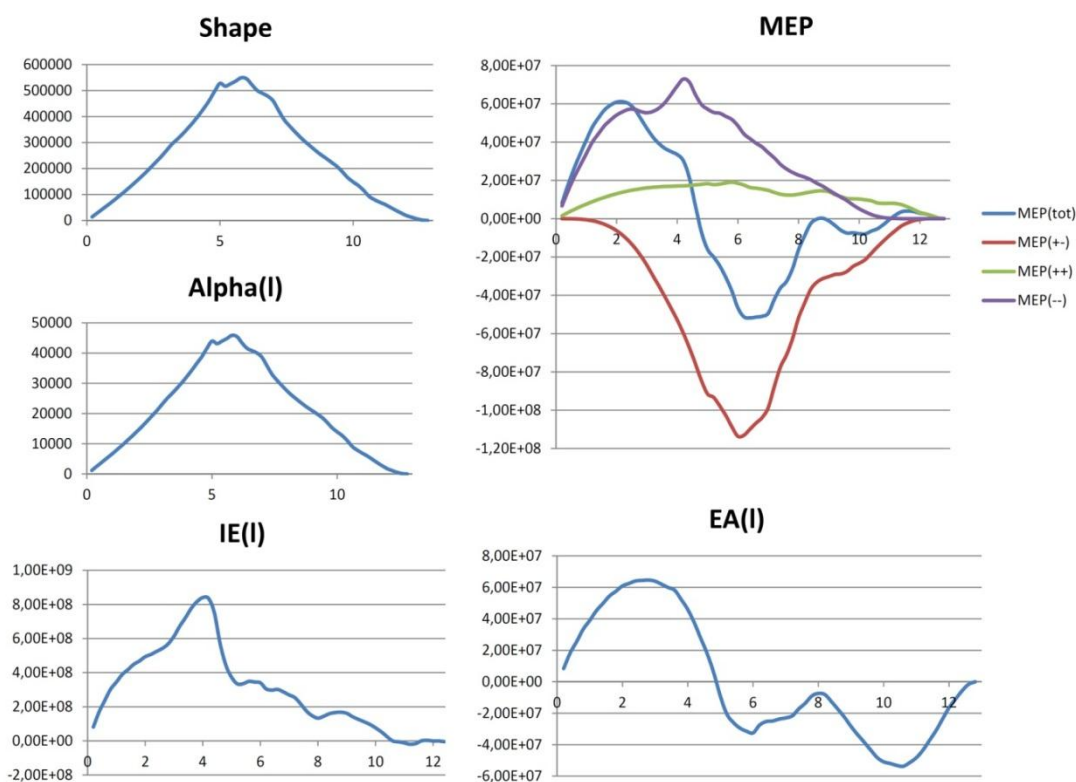 Shape
600000
500000
400000
300000
200000
100000
0
0 5 10
Alpha(l)
50000
40000
30000
20000
10000
0
0 5 10
IE(l)
1,00E+09
8,00E+08
6,00E+08
4,00E+08
2,00E+08
0,00E+00
-2,00E+08
0 2 4 6 8 10 12
MEP
8,00E+07
6,00E+07
4,00E+07
2,00E+07
0,00E+00
-2,00E+07
-4,00E+07
-6,00E+07
-8,00E+07
-1,00E+08
-1,20E+08
0 2 4 6 8 10 12
MEP(tot)
MEP(+-)
MEP(++)
MEP(--)
EA(l)
8,00E+07
6,00E+07
4,00E+07
2,00E+07
0,00E+00
-2,00E+07
-4,00E+07
-6,00E+07
0 2 4 6 8 10 12